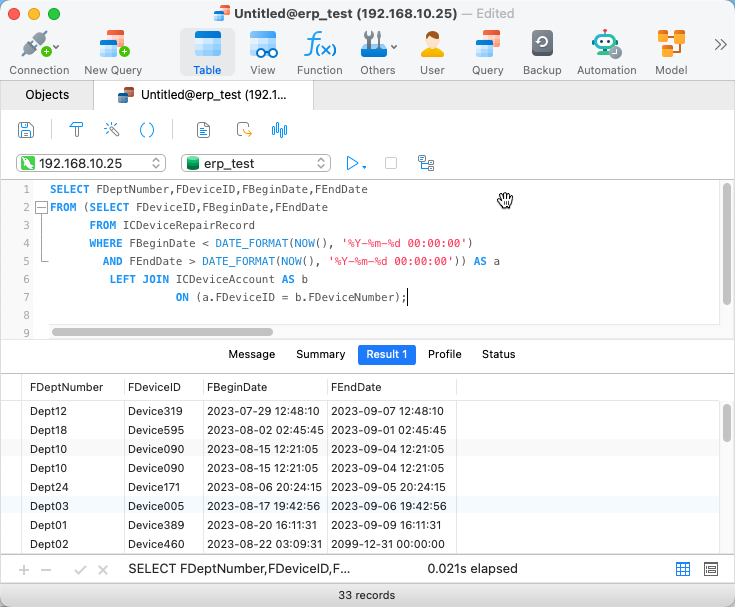 Untitled@erp_test (192.168.10.25) — Edited
Connection New Query Table View Function Others User Query Backup Automation Model
Objects Untitled@erp_test (192.1...
192.168.10.25 erp_test
1 SELECT FDeptNumber,FDeviceID,FBeginDate,FEndDate
2 FROM (SELECT FDeviceID,FBeginDate,FEndDate
3 FROM ICDeviceRepairRecord
4 WHERE FBeginDate < DATE_FORMAT(NOW(), '%Y-%m-%d 00:00:00')
5 AND FEndDate > DATE_FORMAT(NOW(), '%Y-%m-%d 00:00:00')) AS a
6 LEFT JOIN ICDeviceAccount AS b
7 ON (a.FDeviceID = b.FDeviceNumber);
8
9
Message Summary Result 1 Profile Status
FDeptNumber FDeviceID FBeginDate FEndDate
Dept12 Device319 2023-07-29 12:48:10 2023-09-07 12:48:10
Dept18 Device595 2023-08-02 02:45:45 2023-09-01 02:45:45
Dept10 Device090 2023-08-15 12:21:05 2023-09-04 12:21:05
Dept10 Device090 2023-08-15 12:21:05 2023-09-04 12:21:05
Dept24 Device171 2023-08-06 20:24:15 2023-09-05 20:24:15
Dept03 Device005 2023-08-17 19:42:56 2023-09-06 19:42:56
Dept01 Device389 2023-08-20 16:11:31 2023-09-09 16:11:31
Dept02 Device460 2023-08-22 03:09:31 2099-12-31 00:00:00
SELECT FDeptNumber,FDeviceID,F... 0.021s elapsed
33 records